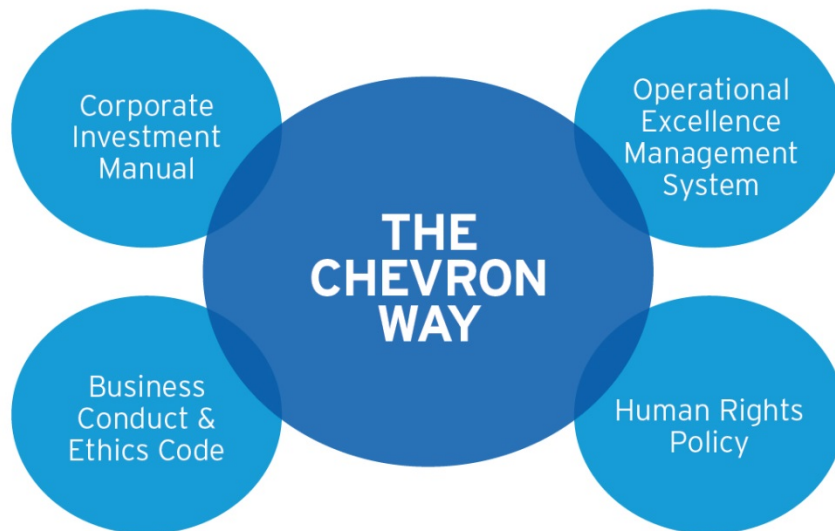 Corporate
Investment
Manual
Operational
Excellence
Management
System
THE
CHEVRON
WAY
Business
Conduct &
Ethics Code
Human Rights
Policy